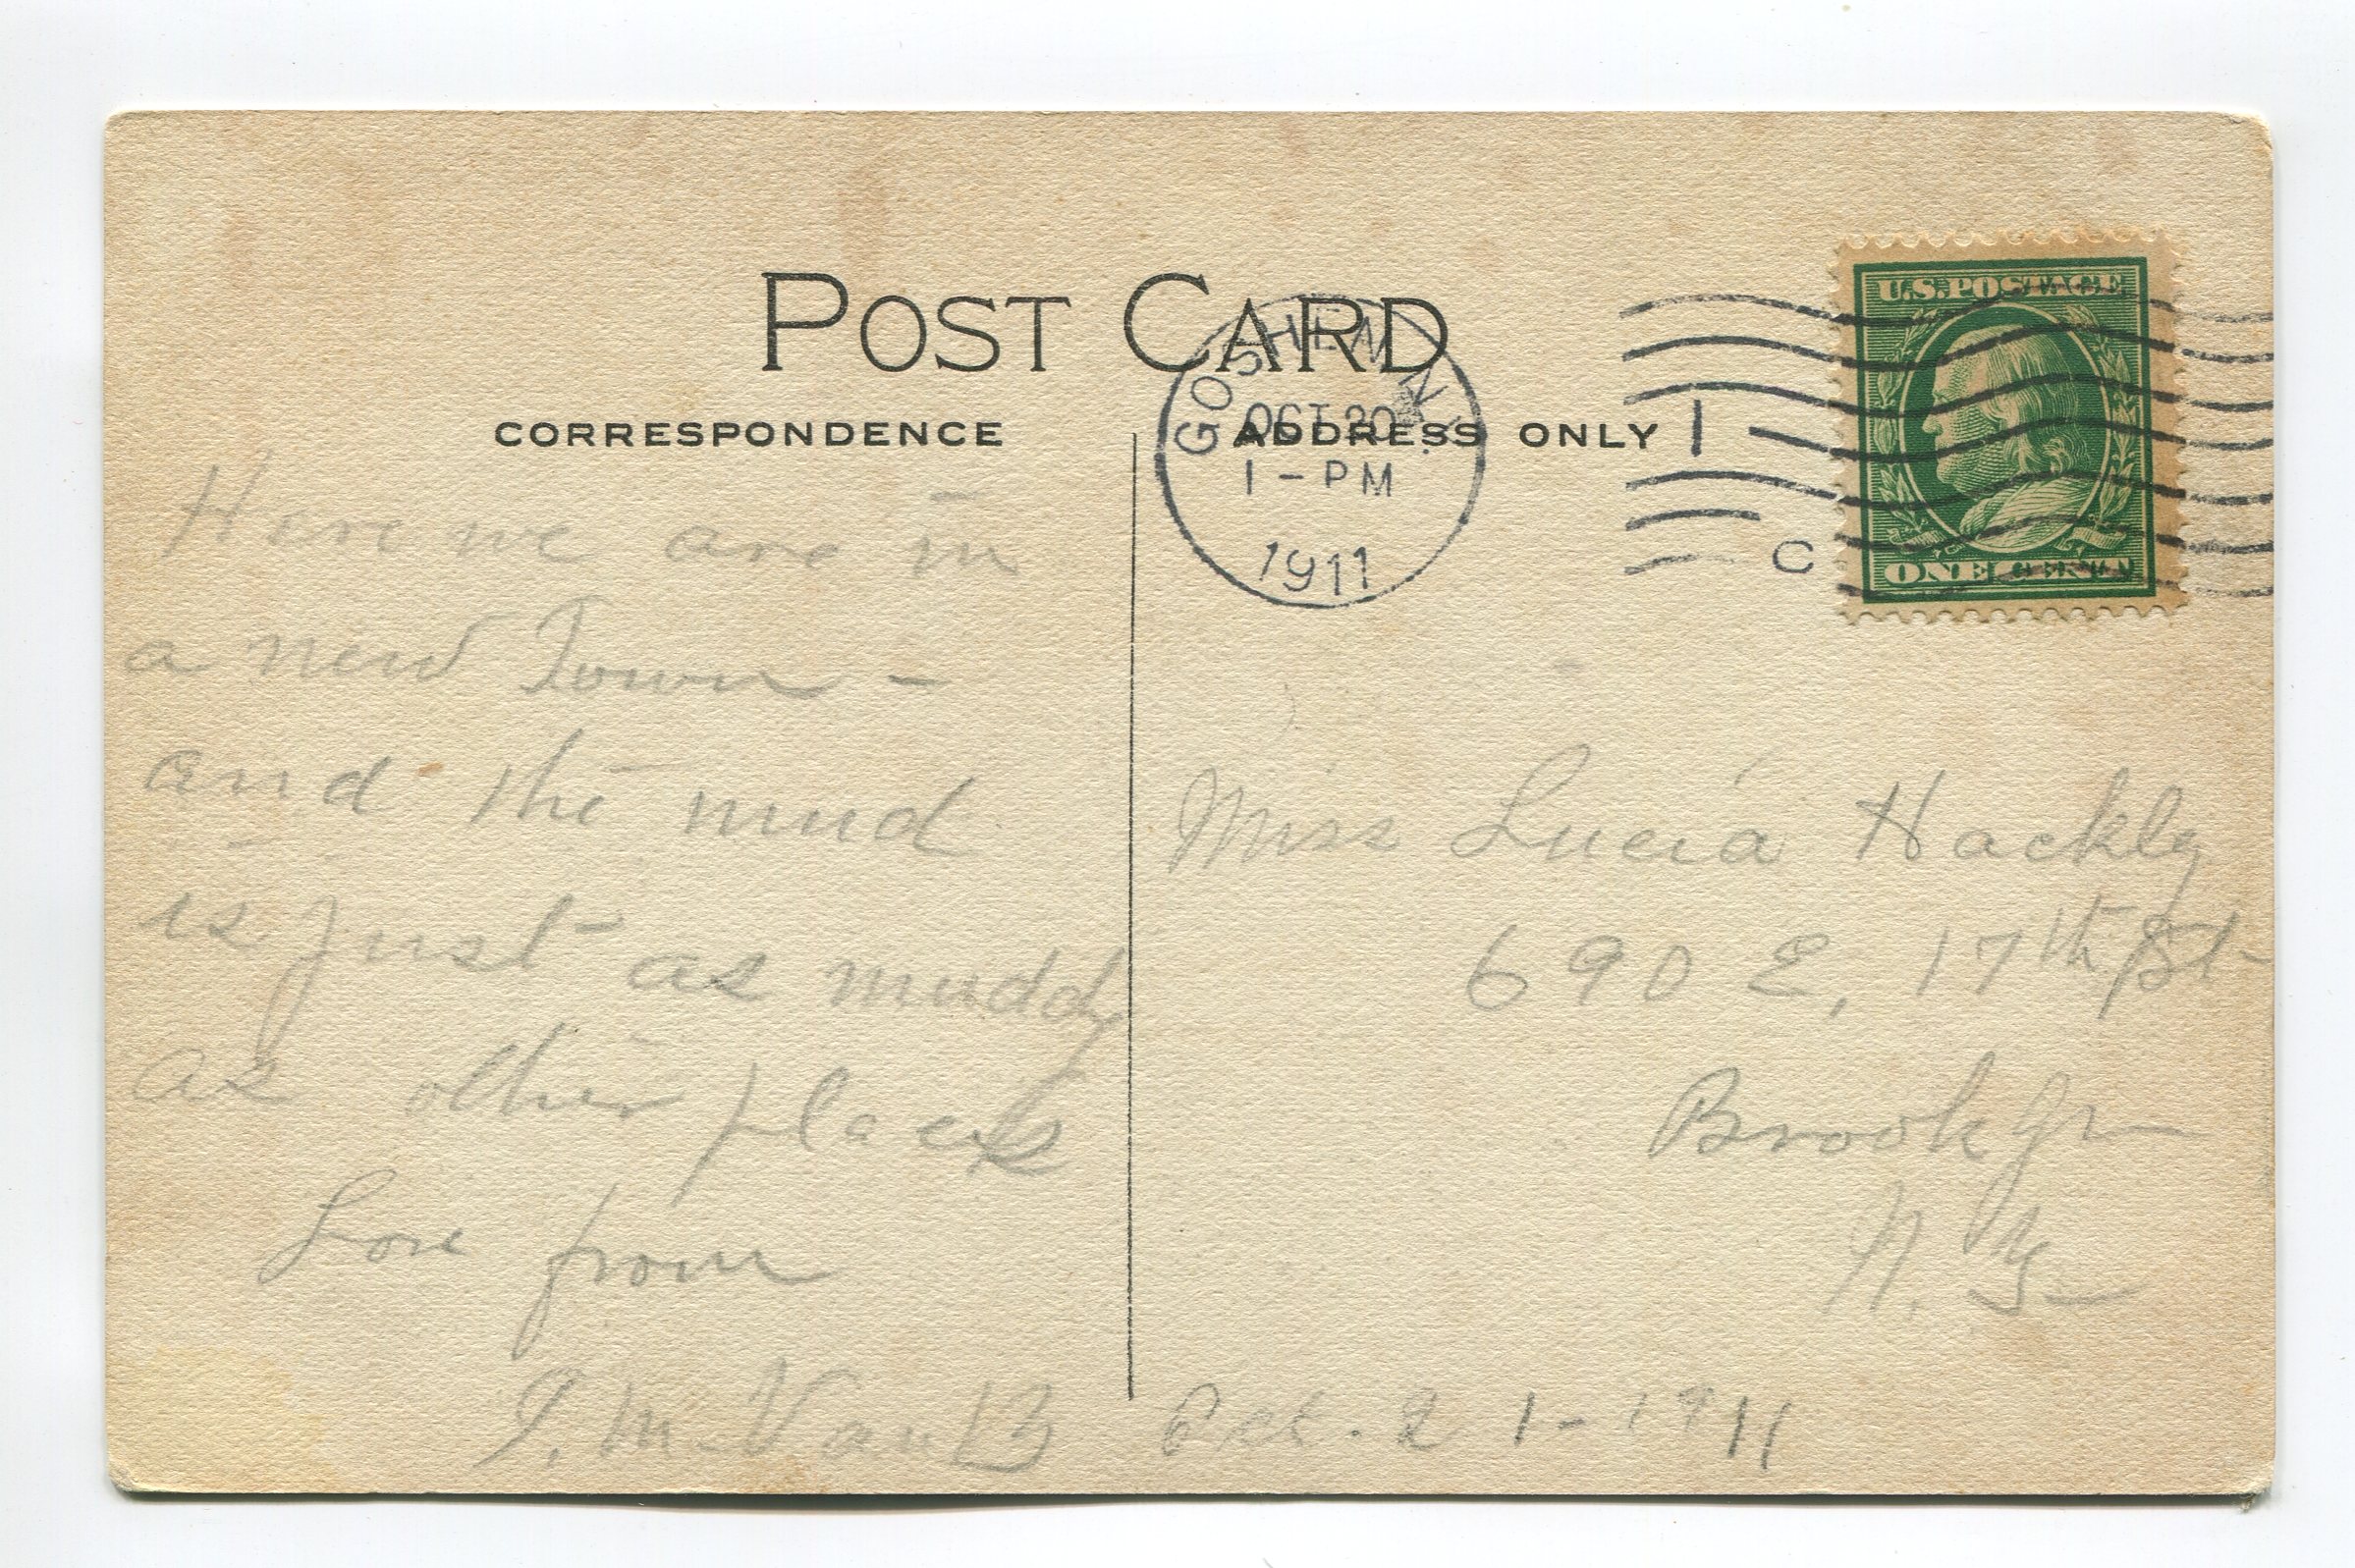 POST CARD
CORRESPONDENCE
ADDRESS ONLY
GOSHEN N.Y.
OCT 20
1-PM
1911
1
C
U.S. POSTAGE
ONE CENT
Here we are in
a new Town -
and the mud
is just as muddy
as other places
Love from
J. M. Van B
Miss Lucia Hackly
690 E. 17th St
Brooklyn
N.Y.
Oct. 21-1911